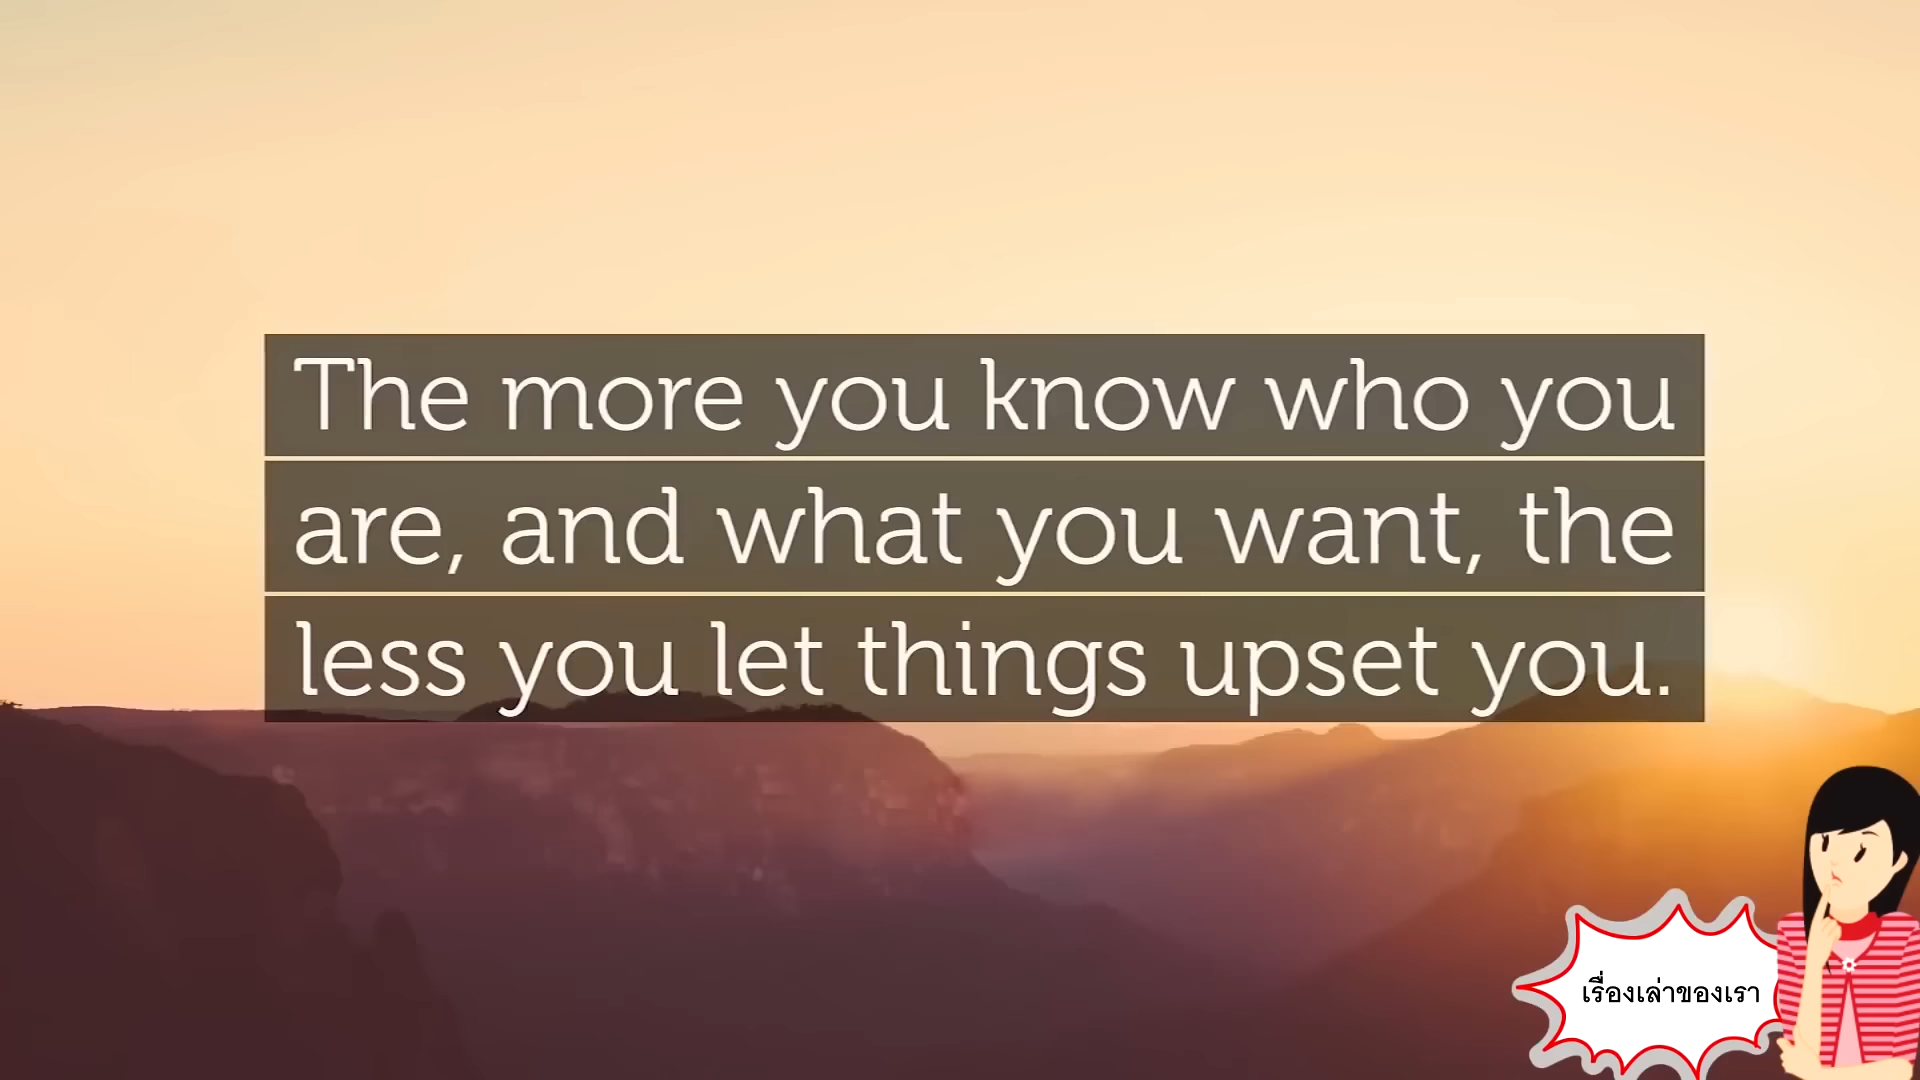 The more you know who you
are, and what you want, the
less you let things upset you.
เรื่องเล่าของเรา